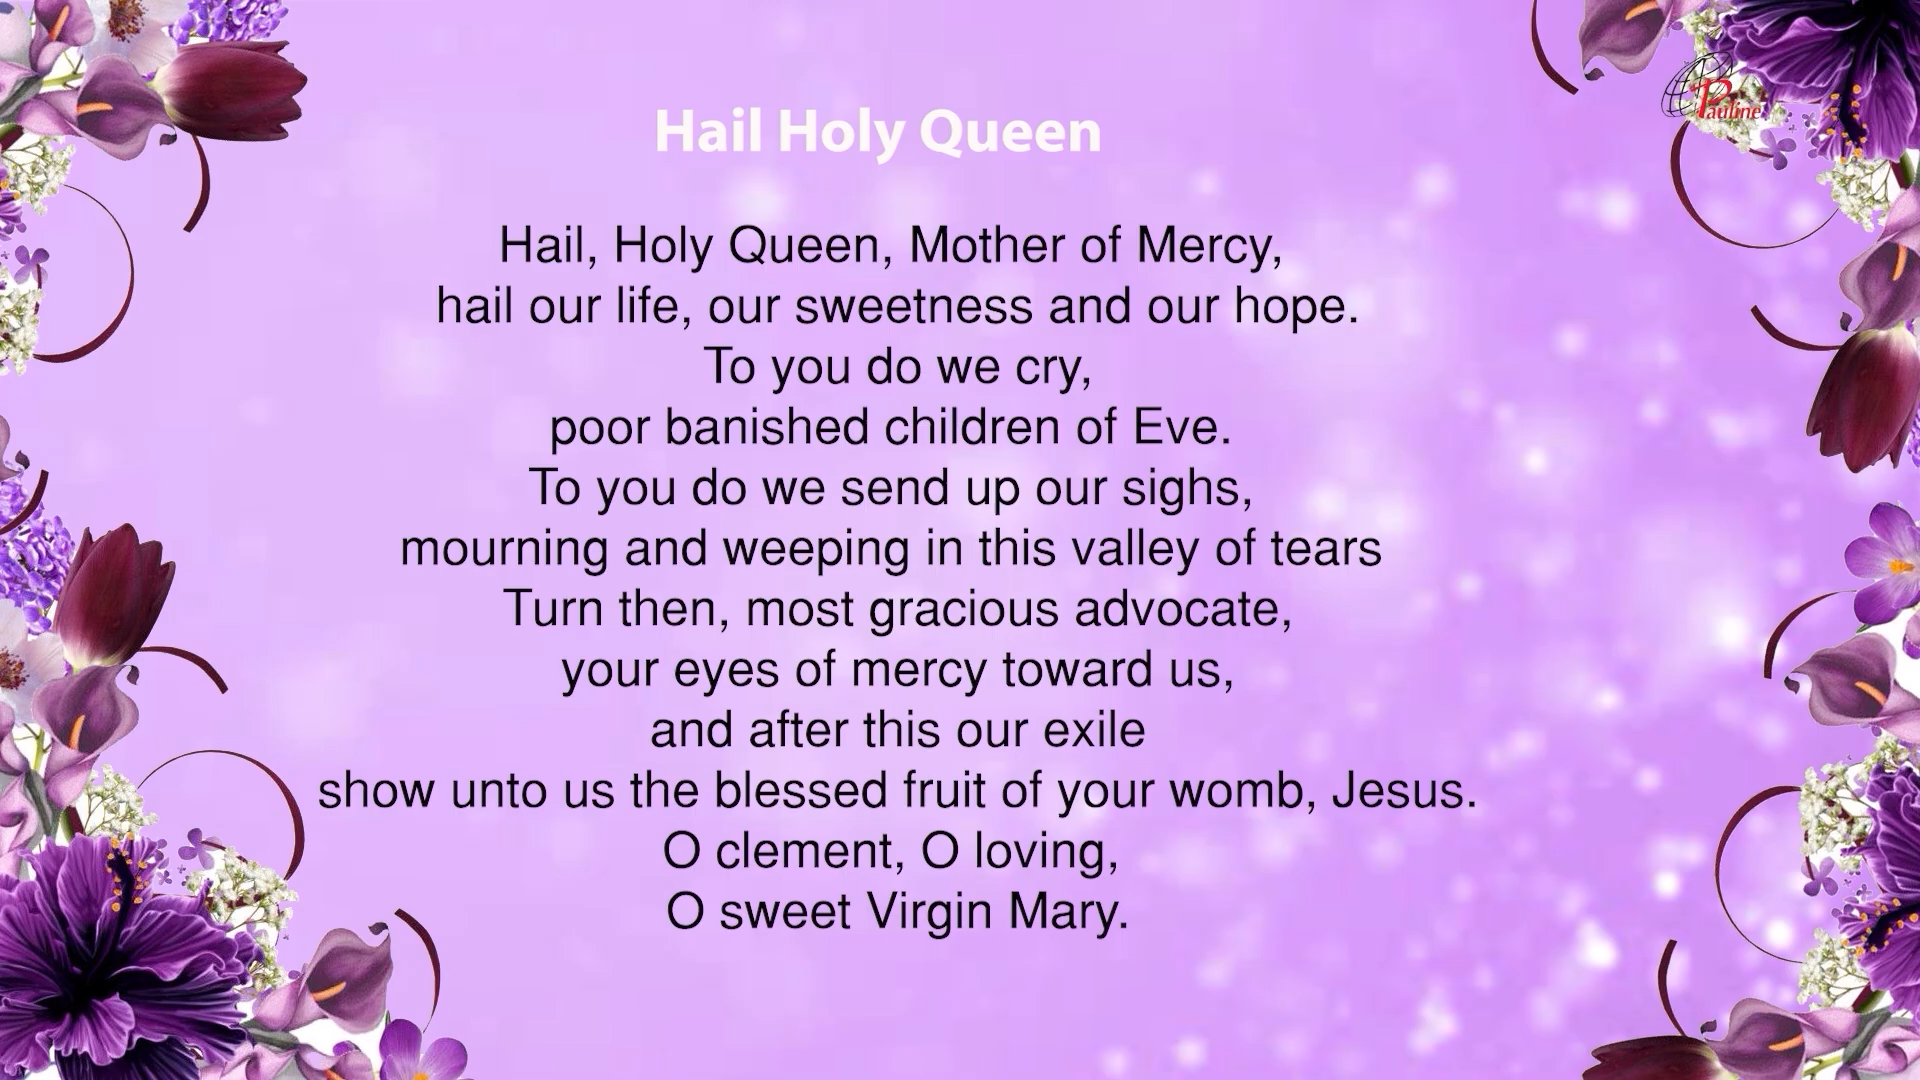 Pauline
Hail Holy Queen
Hail, Holy Queen, Mother of Mercy,
hail our life, our sweetness and our hope.
To you do we cry,
poor banished children of Eve.
To you do we send up our sighs,
mourning and weeping in this valley of tears
Turn then, most gracious advocate,
your eyes of mercy toward us,
and after this our exile
show unto us the blessed fruit of your womb, Jesus.
O clement, O loving,
O sweet Virgin Mary.